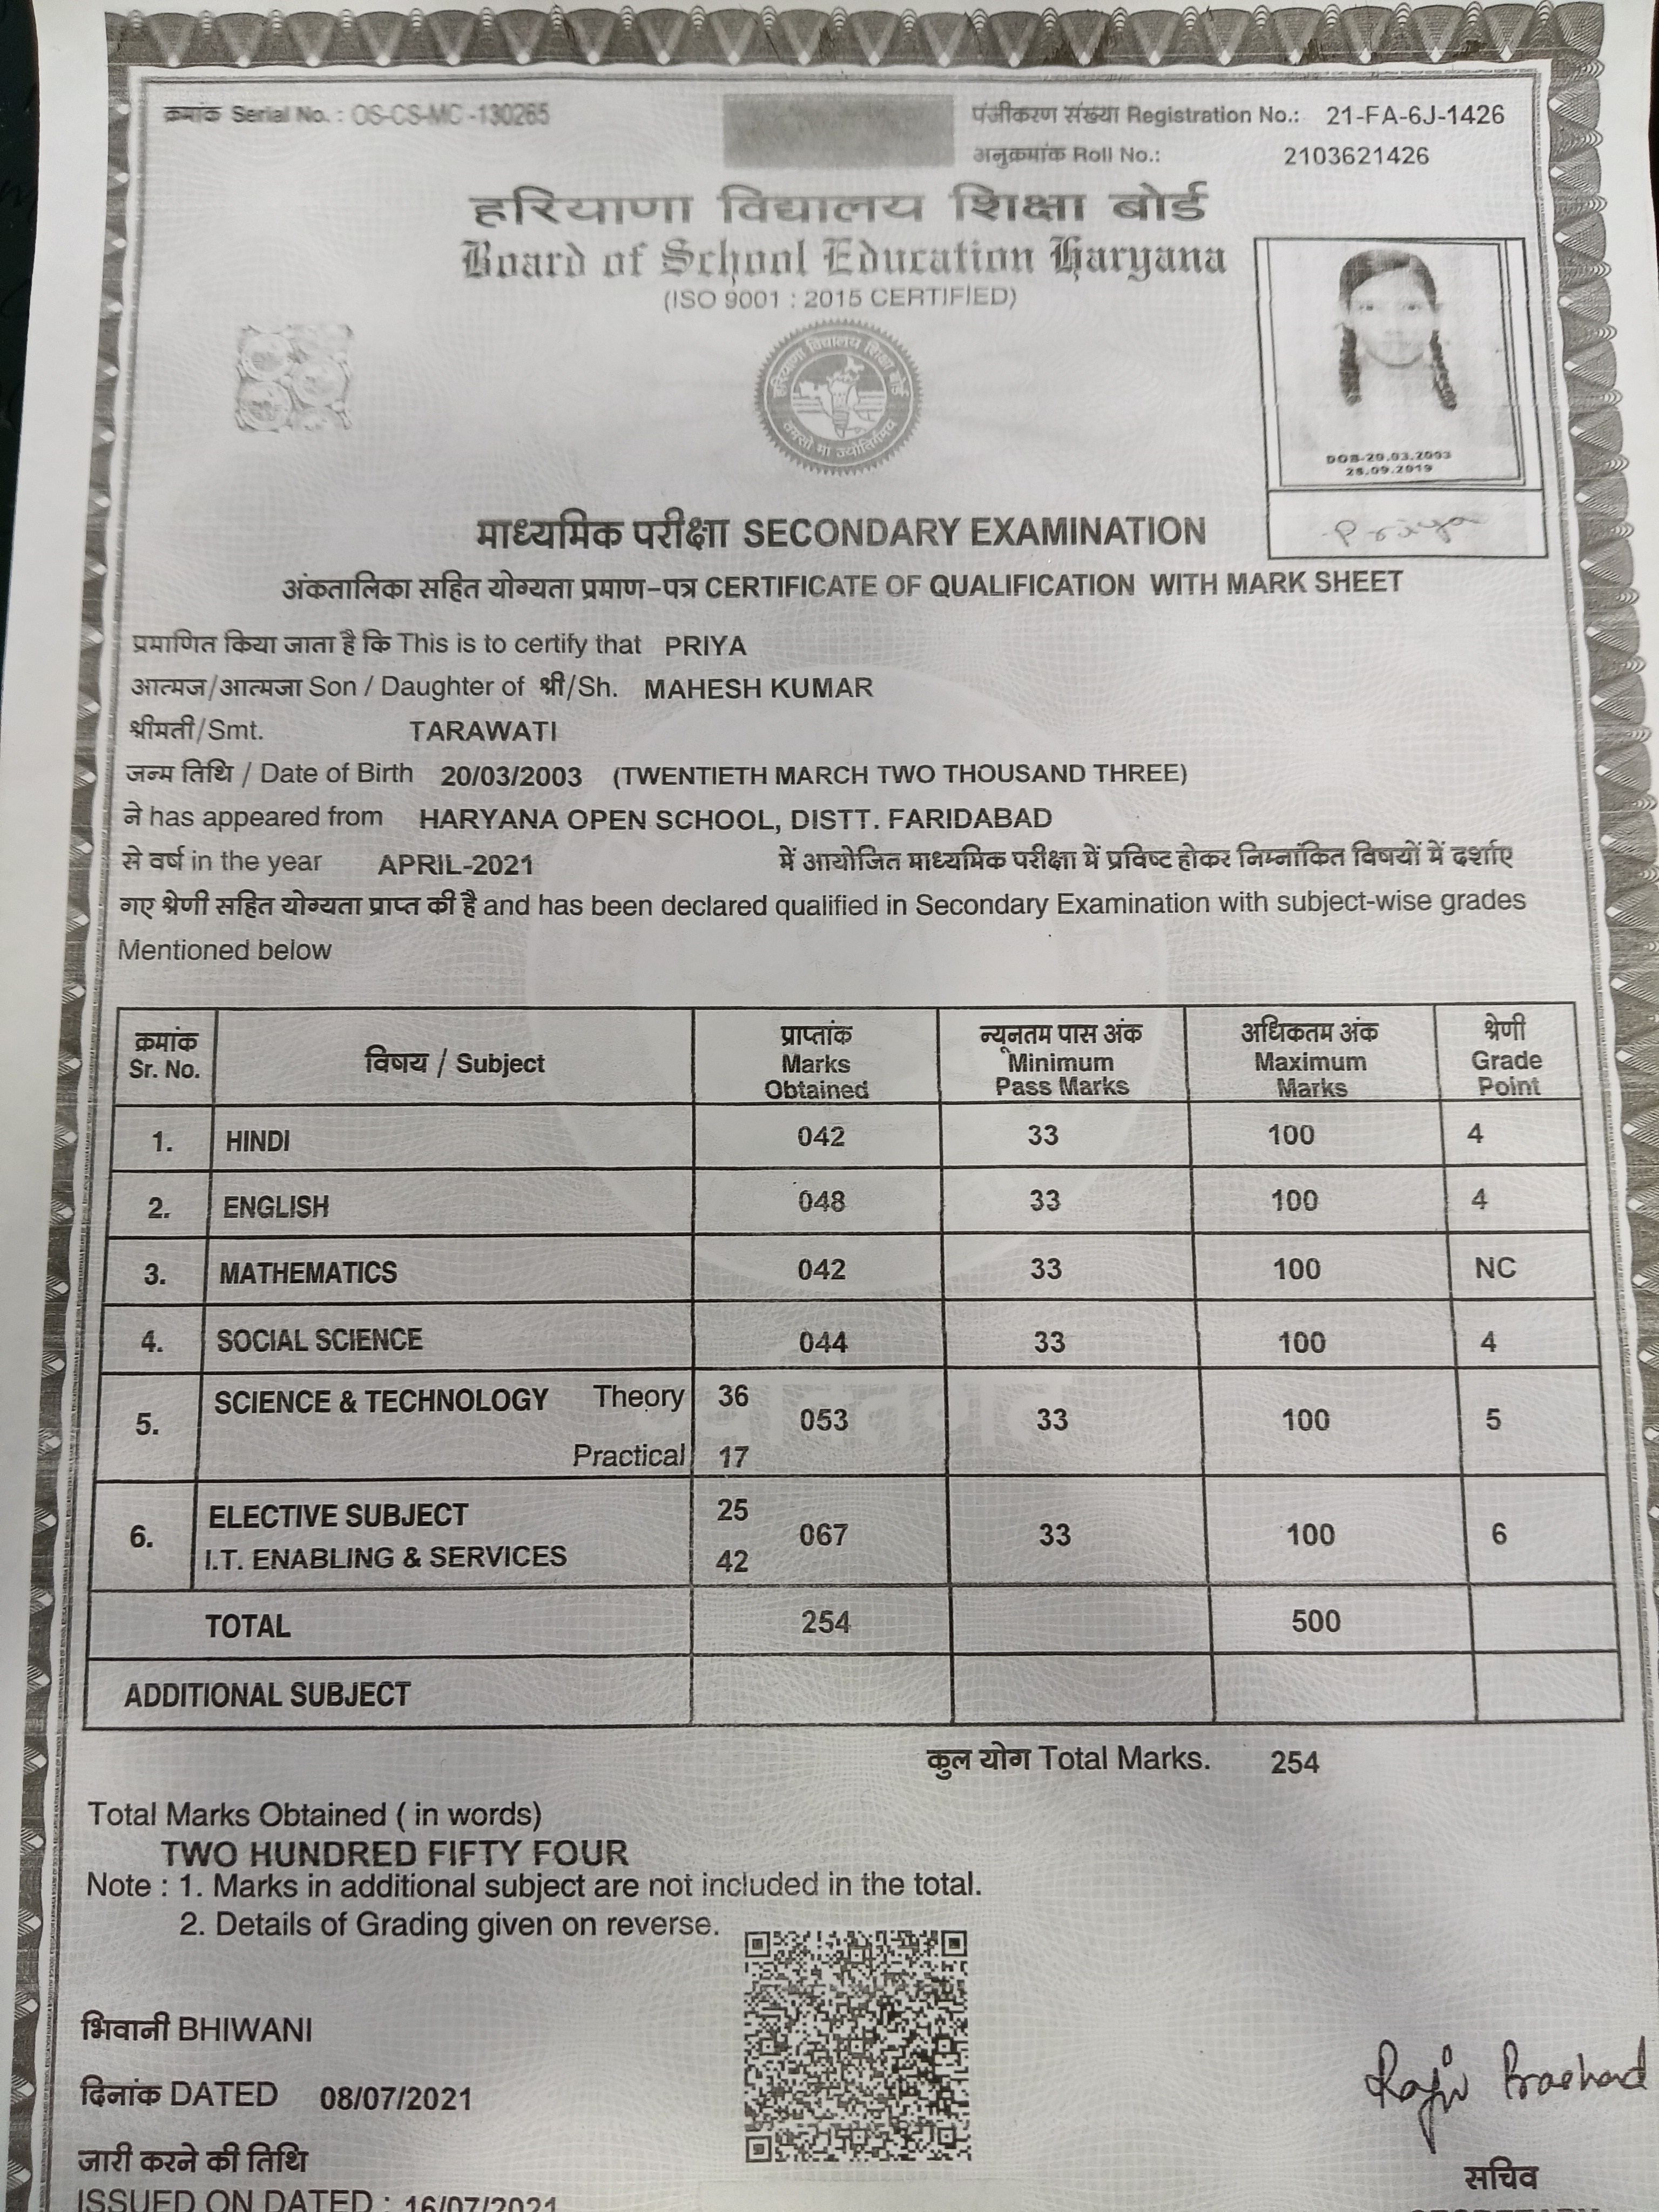 क्रमांक Serial No. : OS-CS-MC -130265
पंजीकरण संख्या Registration No.: 21-FA-6J-1426
अनुक्रमांक Roll No.: 2103621426
हरियाणा विद्यालय शिक्षा बोर्ड
Board of School Education Haryana
(ISO 9001 : 2015 CERTIFIED)
हरियाणा विद्यालय शिक्षा बोर्ड
तमसो मा ज्योतिर्गमय
DOB-20.03.2003
26.09.2019
Priya
माध्यमिक परीक्षा SECONDARY EXAMINATION
अंकतालिका सहित योग्यता प्रमाण-पत्र CERTIFICATE OF QUALIFICATION WITH MARK SHEET
प्रमाणित किया जाता है कि This is to certify that PRIYA
आत्मज/आत्मजा Son / Daughter of श्री/Sh. MAHESH KUMAR
श्रीमती/Smt. TARAWATI
जन्म तिथि / Date of Birth 20/03/2003 (TWENTIETH MARCH TWO THOUSAND THREE)
ने has appeared from HARYANA OPEN SCHOOL, DISTT. FARIDABAD
से वर्ष in the year APRIL-2021 में आयोजित माध्यमिक परीक्षा में प्रविष्ट होकर निम्नांकित विषयों में दर्शाए
गए श्रेणी सहित योग्यता प्राप्त की है and has been declared qualified in Secondary Examination with subject-wise grades
Mentioned below
क्रमांक Sr. No. विषय / Subject प्राप्तांक Marks Obtained न्यूनतम पास अंक Minimum Pass Marks अधिकतम अंक Maximum Marks श्रेणी Grade Point
1. HINDI 042 33 100 4
2. ENGLISH 048 33 100 4
3. MATHEMATICS 042 33 100 NC
4. SOCIAL SCIENCE 044 33 100 4
5. SCIENCE & TECHNOLOGY Theory 36 053 33 100 5
Practical 17
6. ELECTIVE SUBJECT 25 067 33 100 6
I.T. ENABLING & SERVICES 42
TOTAL 254 500
ADDITIONAL SUBJECT
कुल योग Total Marks. 254
Total Marks Obtained ( in words)
TWO HUNDRED FIFTY FOUR
Note : 1. Marks in additional subject are not included in the total.
2. Details of Grading given on reverse.
भिवानी BHIWANI
दिनांक DATED 08/07/2021
जारी करने की तिथि
ISSUED ON DATED : 16/07/2021
सचिव